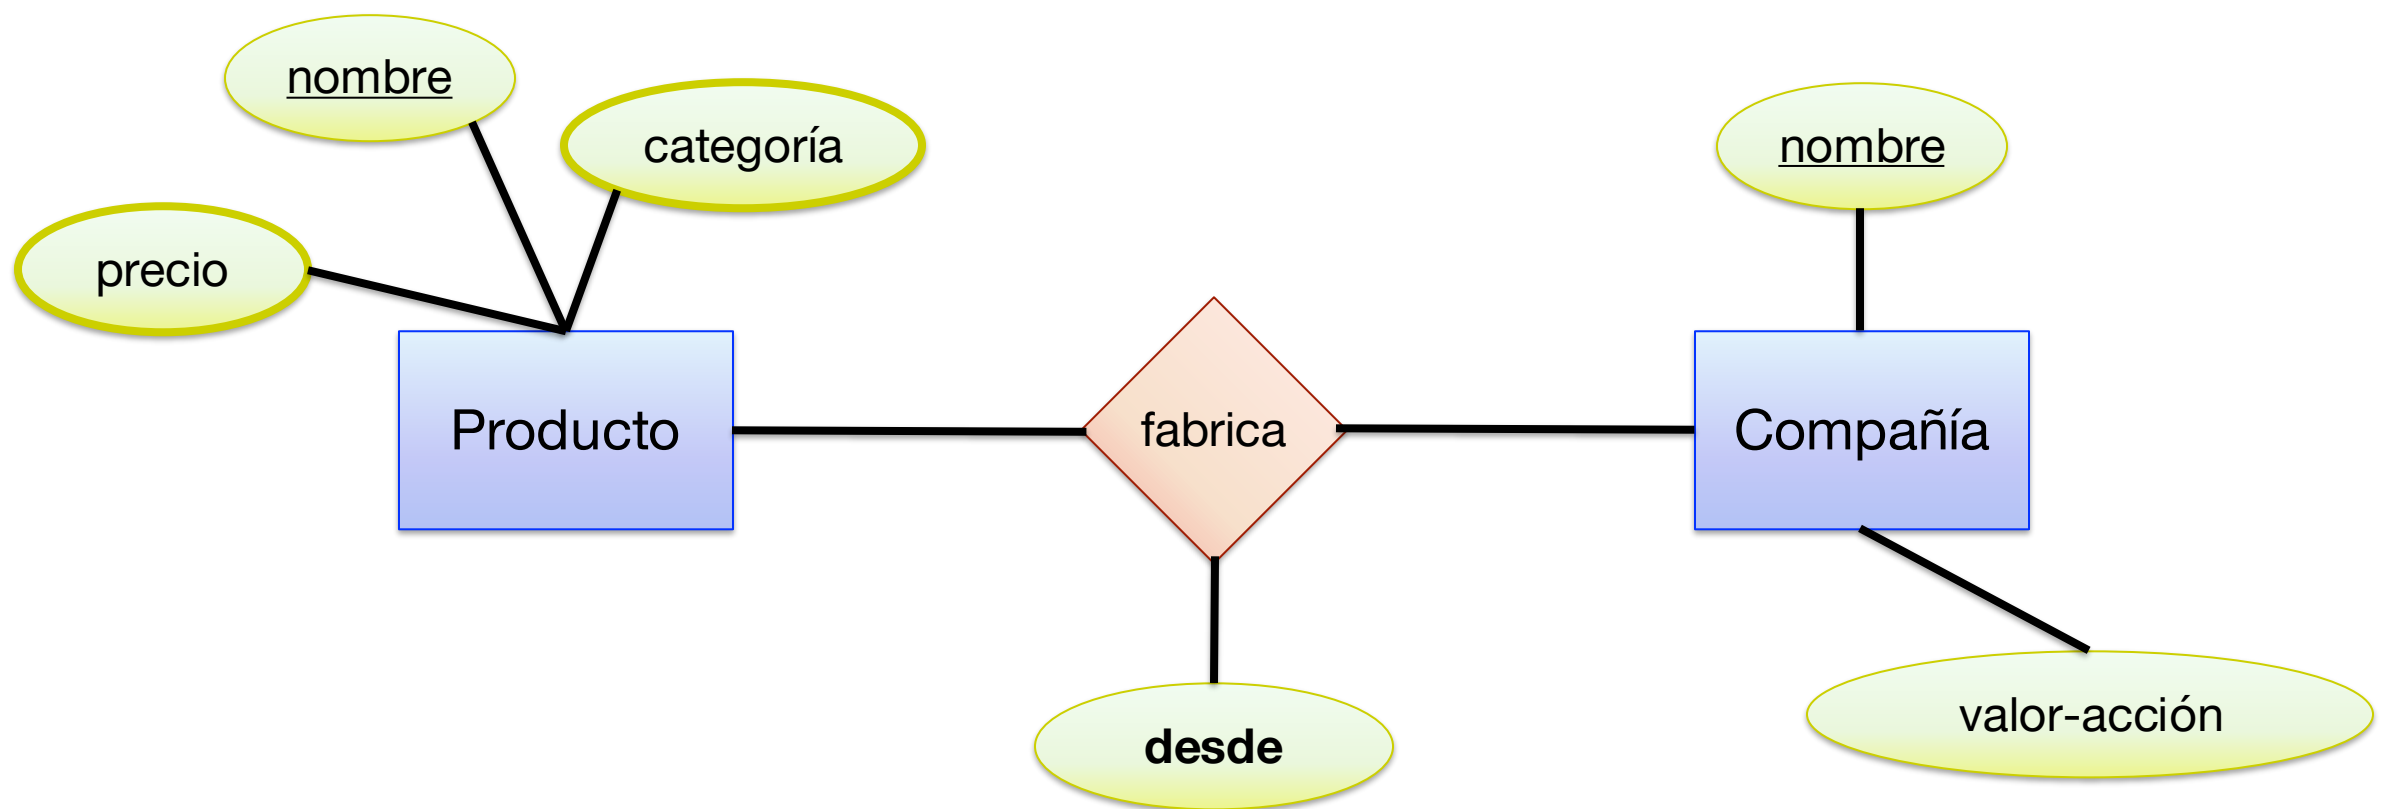 nombre
categoría
nombre
precio
Producto
fabrica
Compañía
desde
valor-acción